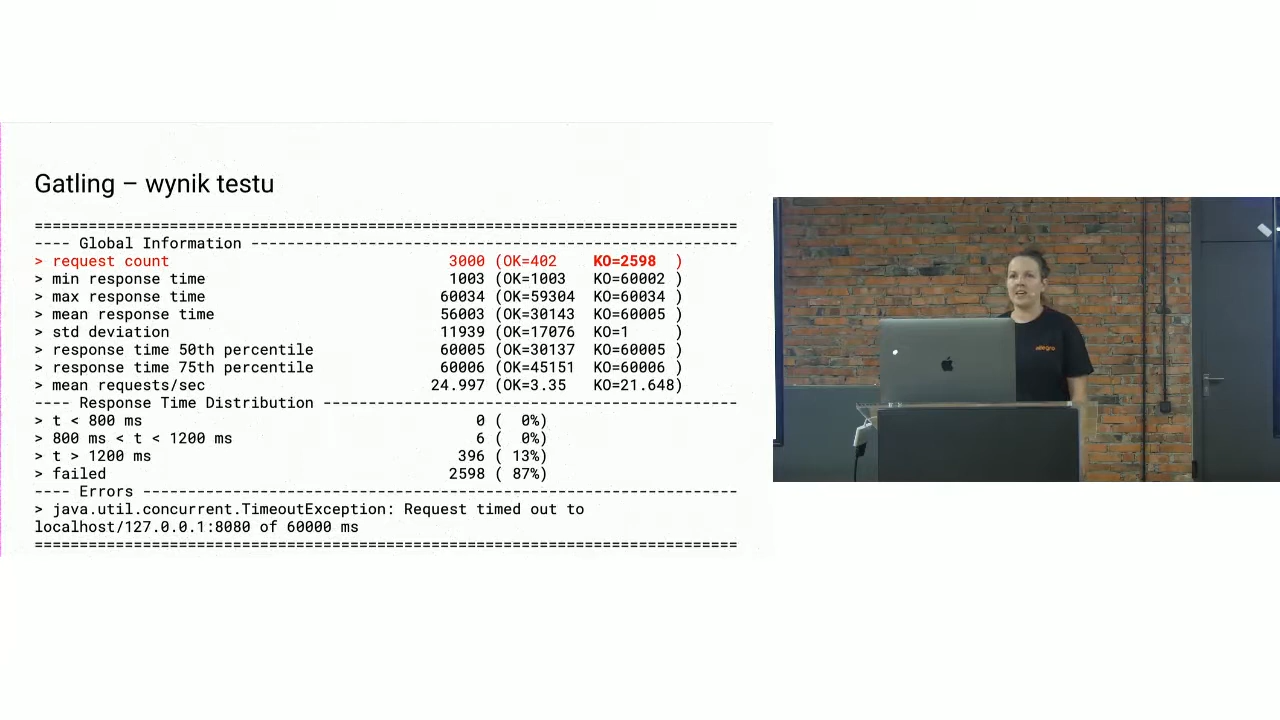 Gatling – wynik testu
================================================================================
---- Global Information --------------------------------------------------------
> request count                                3000 (OK=402    KO=2598  )
> min response time                            1003 (OK=1003   KO=60002 )
> max response time                           60034 (OK=59304  KO=60034 )
> mean response time                          56003 (OK=30143  KO=60005 )
> std deviation                               11939 (OK=17076  KO=1     )
> response time 50th percentile               60005 (OK=30137  KO=60005 )
> response time 75th percentile               60006 (OK=45151  KO=60006 )
> mean requests/sec                          24.997 (OK=3.35   KO=21.648)
---- Response Time Distribution ------------------------------------------------
> t < 800 ms                                      0 (  0%)
> 800 ms < t < 1200 ms                            6 (  0%)
> t > 1200 ms                                   396 ( 13%)
> failed                                       2598 ( 87%)
---- Errors --------------------------------------------------------------------
> java.util.concurrent.TimeoutException: Request timed out to
localhost/127.0.0.1:8080 of 60000 ms
================================================================================
allegro